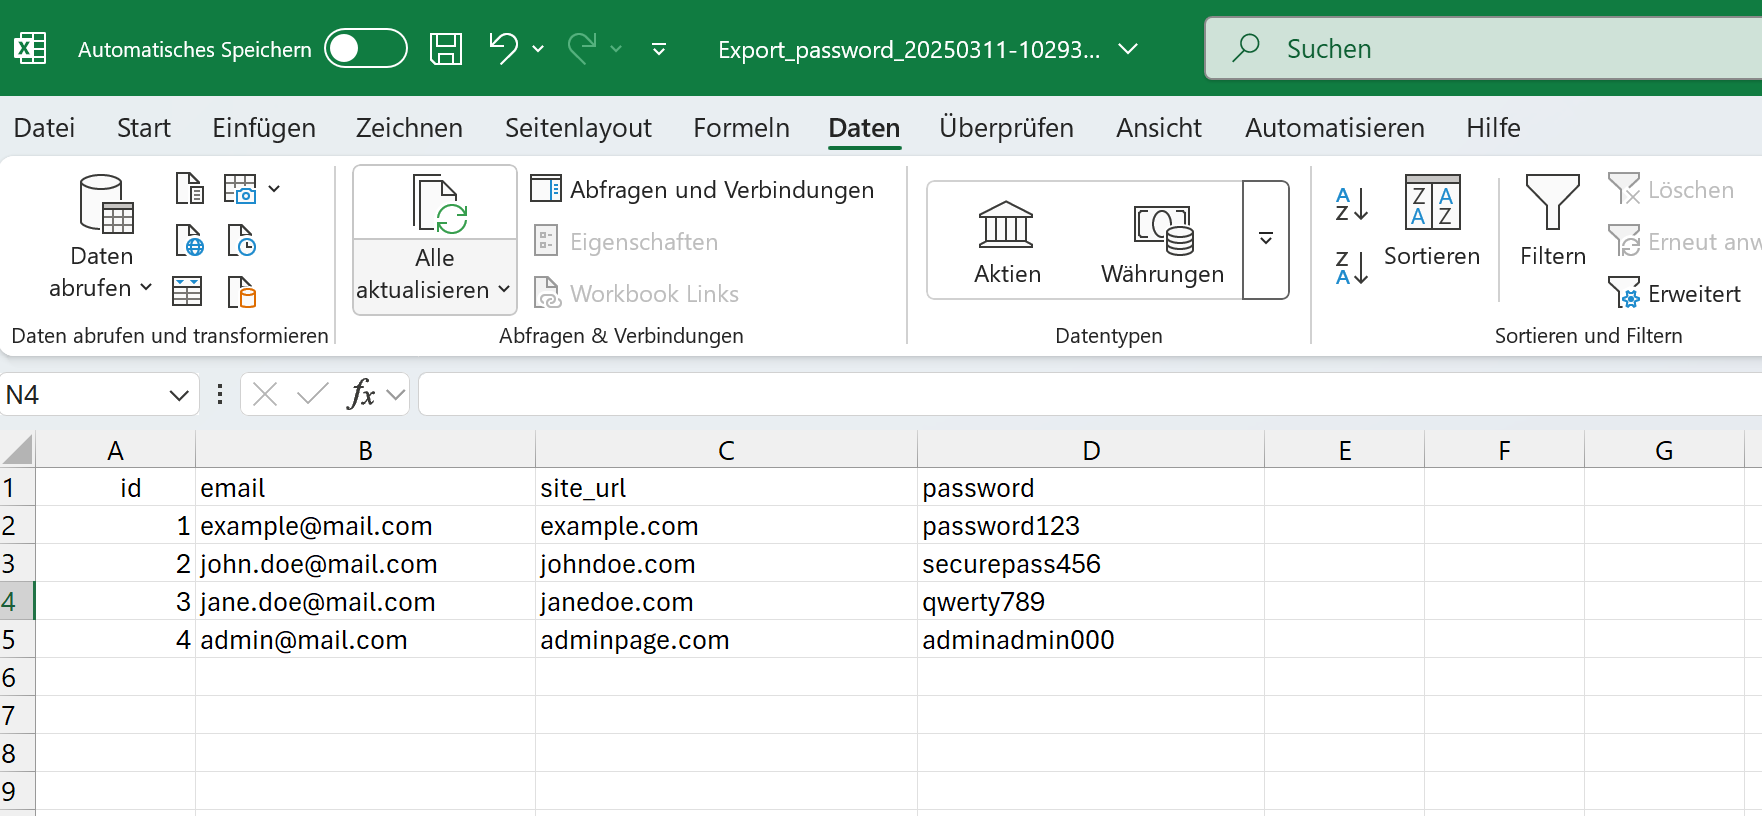 Automatisches Speichern Export_password_20250311-10293... Suchen
Datei Start Einfügen Zeichnen Seitenlayout Formeln Daten Überprüfen Ansicht Automatisieren Hilfe
Daten abrufen
Alle aktualisieren
Abfragen und Verbindungen
Eigenschaften
Workbook Links
Aktien
Währungen
A
Z
Z
A
Z A
A Z
Sortieren
Filtern
Löschen
Erneut anw
Erweitert
Daten abrufen und transformieren Abfragen & Verbindungen Datentypen Sortieren und Filtern
N4 fx
A B C D E F G
1 id email site_url password
2 1 example@mail.com example.com password123
3 2 john.doe@mail.com johndoe.com securepass456
4 3 jane.doe@mail.com janedoe.com qwerty789
5 4 admin@mail.com adminpage.com adminadmin000
6
7
8
9